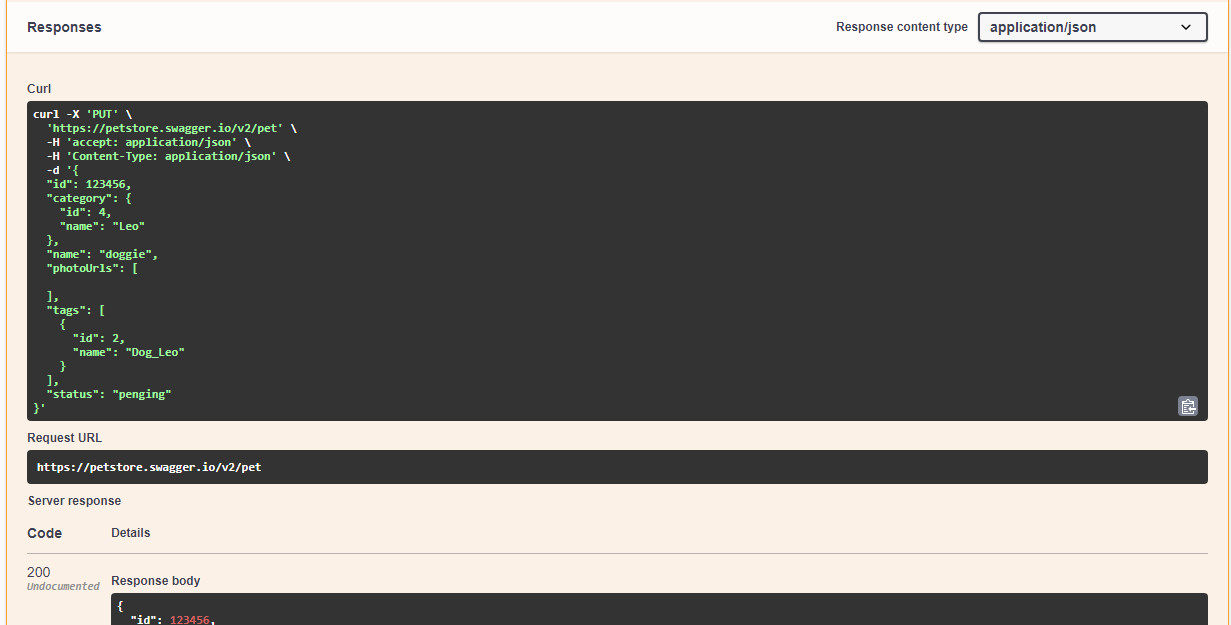 Responses
Response content type application/json
Curl
curl -X 'PUT' \
  'https://petstore.swagger.io/v2/pet' \
  -H 'accept: application/json' \
  -H 'Content-Type: application/json' \
  -d '{
  "id": 123456,
  "category": {
    "id": 4,
    "name": "Leo"
  },
  "name": "doggie",
  "photoUrls": [
  ],
  "tags": [
    {
      "id": 2,
      "name": "Dog_Leo"
    }
  ],
  "status": "penging"
}'
Request URL
https://petstore.swagger.io/v2/pet
Server response
Code Details
200
Undocumented
Response body
{
  "id": 123456,